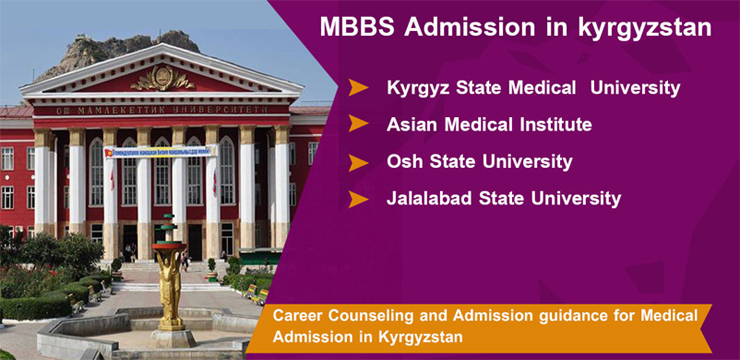 MBBS Admission in kyrgyzstan
Kyrgyz State Medical University
Asian Medical Institute
Osh State University
Jalalabad State University
ОШ МАМЛЕКЕТТИК УНИВЕРСИТЕТИ
Career Counseling and Admission guidance for Medical
Admission in Kyrgyzstan